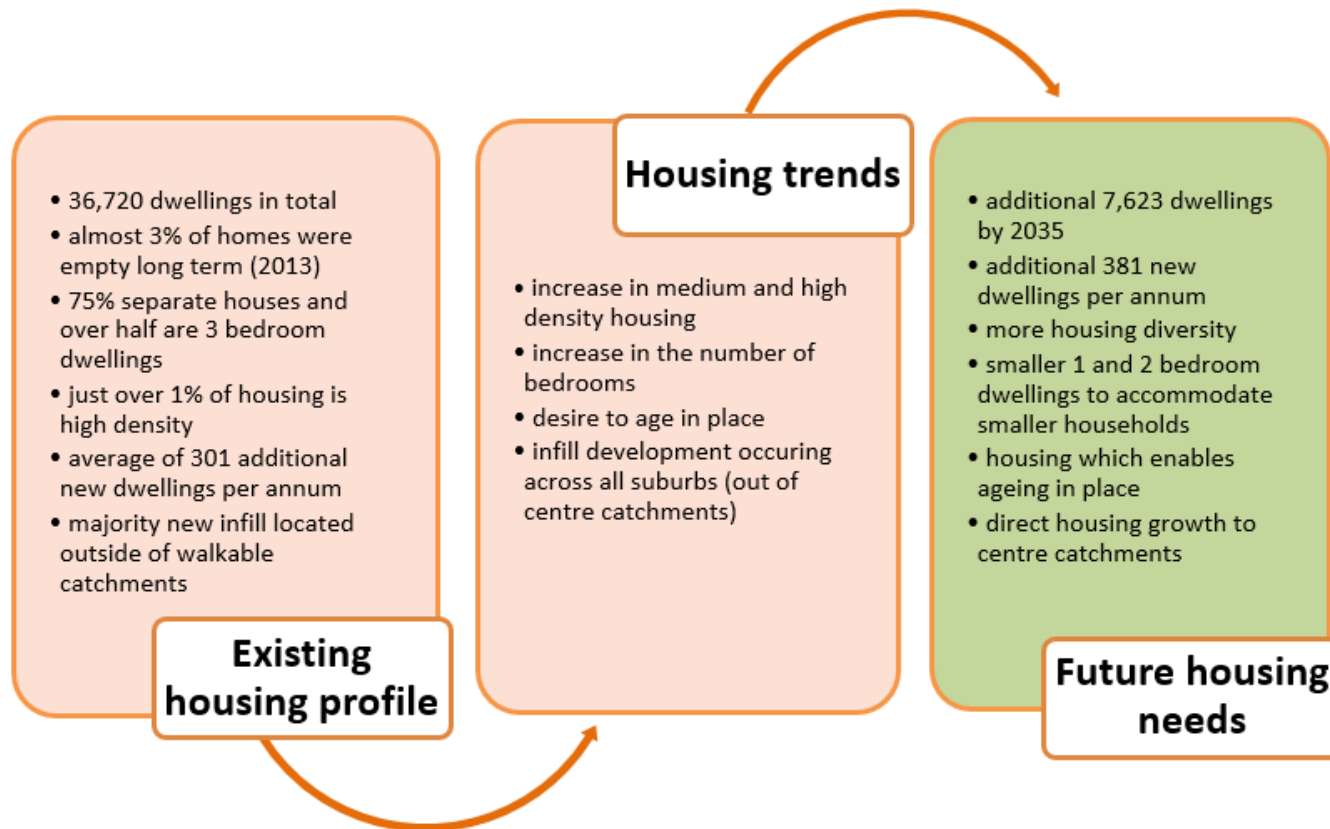 • 36,720 dwellings in total
• almost 3% of homes were
empty long term (2013)
• 75% separate houses and
over half are 3 bedroom
dwellings
• just over 1% of housing is
high density
• average of 301 additional
new dwellings per annum
• majority new infill located
outside of walkable
catchments
Existing
housing profile
Housing trends
• increase in medium and high
density housing
• increase in the number of
bedrooms
• desire to age in place
• infill development occuring
across all suburbs (out of
centre catchments)
• additional 7,623 dwellings
by 2035
• additional 381 new
dwellings per annum
• more housing diversity
• smaller 1 and 2 bedroom
dwellings to accommodate
smaller households
• housing which enables
ageing in place
• direct housing growth to
centre catchments
Future housing
needs